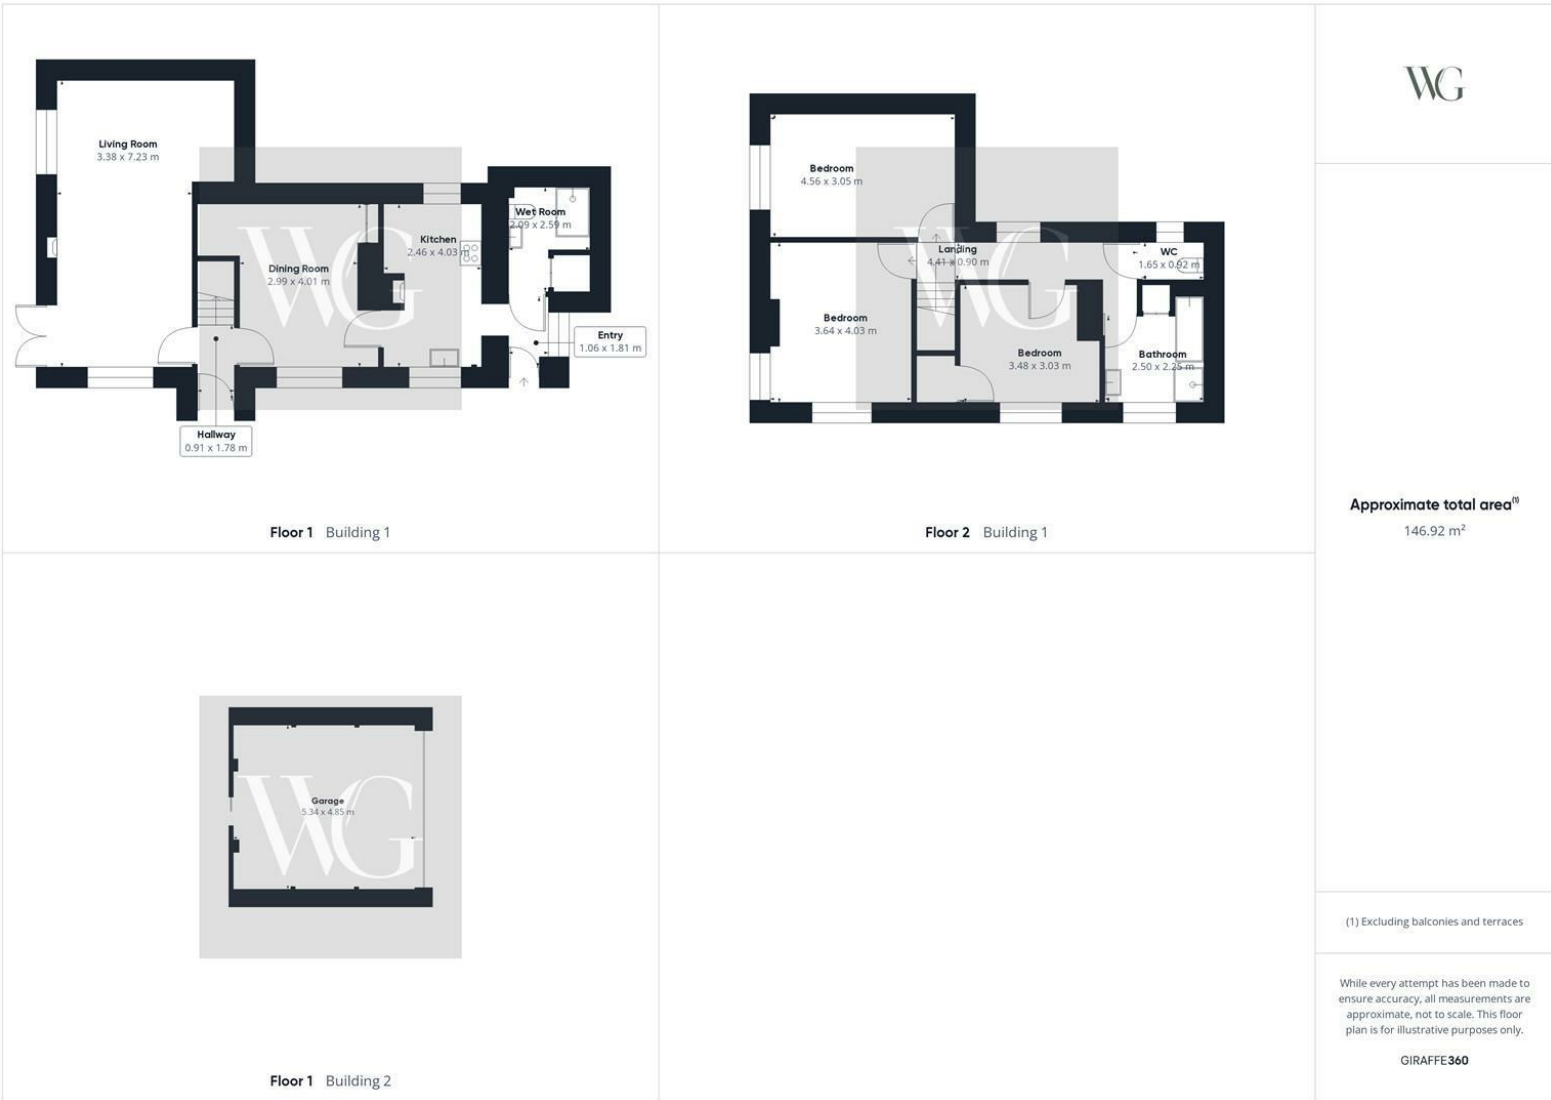 Living Room
3.38 x 7.23 m
Dining Room
2.99 x 4.01 m
Kitchen
2.46 x 4.03 m
Wet Room
2.09 x 2.59 m
Entry
1.06 x 1.81 m
Hallway
0.91 x 1.78 m
WG
Floor 1 Building 1
Bedroom
4.56 x 3.05 m
Landing
4.41 x 0.90 m
WC
1.65 x 0.92 m
Bedroom
3.64 x 4.03 m
Bedroom
3.48 x 3.03 m
Bathroom
2.50 x 2.25 m
WG
Floor 2 Building 1
Garage
5.34 x 4.85 m
WG
Floor 1 Building 2
WG
Approximate total area(1)
146.92 m²
(1) Excluding balconies and terraces
While every attempt has been made to
ensure accuracy, all measurements are
approximate, not to scale. This floor
plan is for illustrative purposes only.
GIRAFFE360